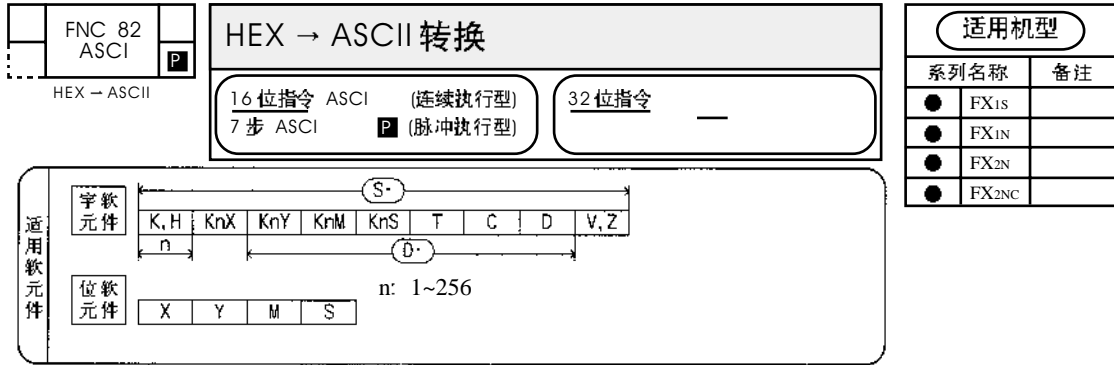 FNC 82
ASCI
P
HEX → ASCII
HEX → ASCII 转换
16 位指令 ASCI (连续执行型)
7 步 ASCI P (脉冲执行型)
32 位指令 —
适用机型
系列名称 备注
● FX1S
● FX1N
● FX2N
● FX2NC
适用软元件
字软元件
S·
K, H KnX KnY KnM KnS T C D V, Z
n D·
n: 1~256
位软元件
X Y M S